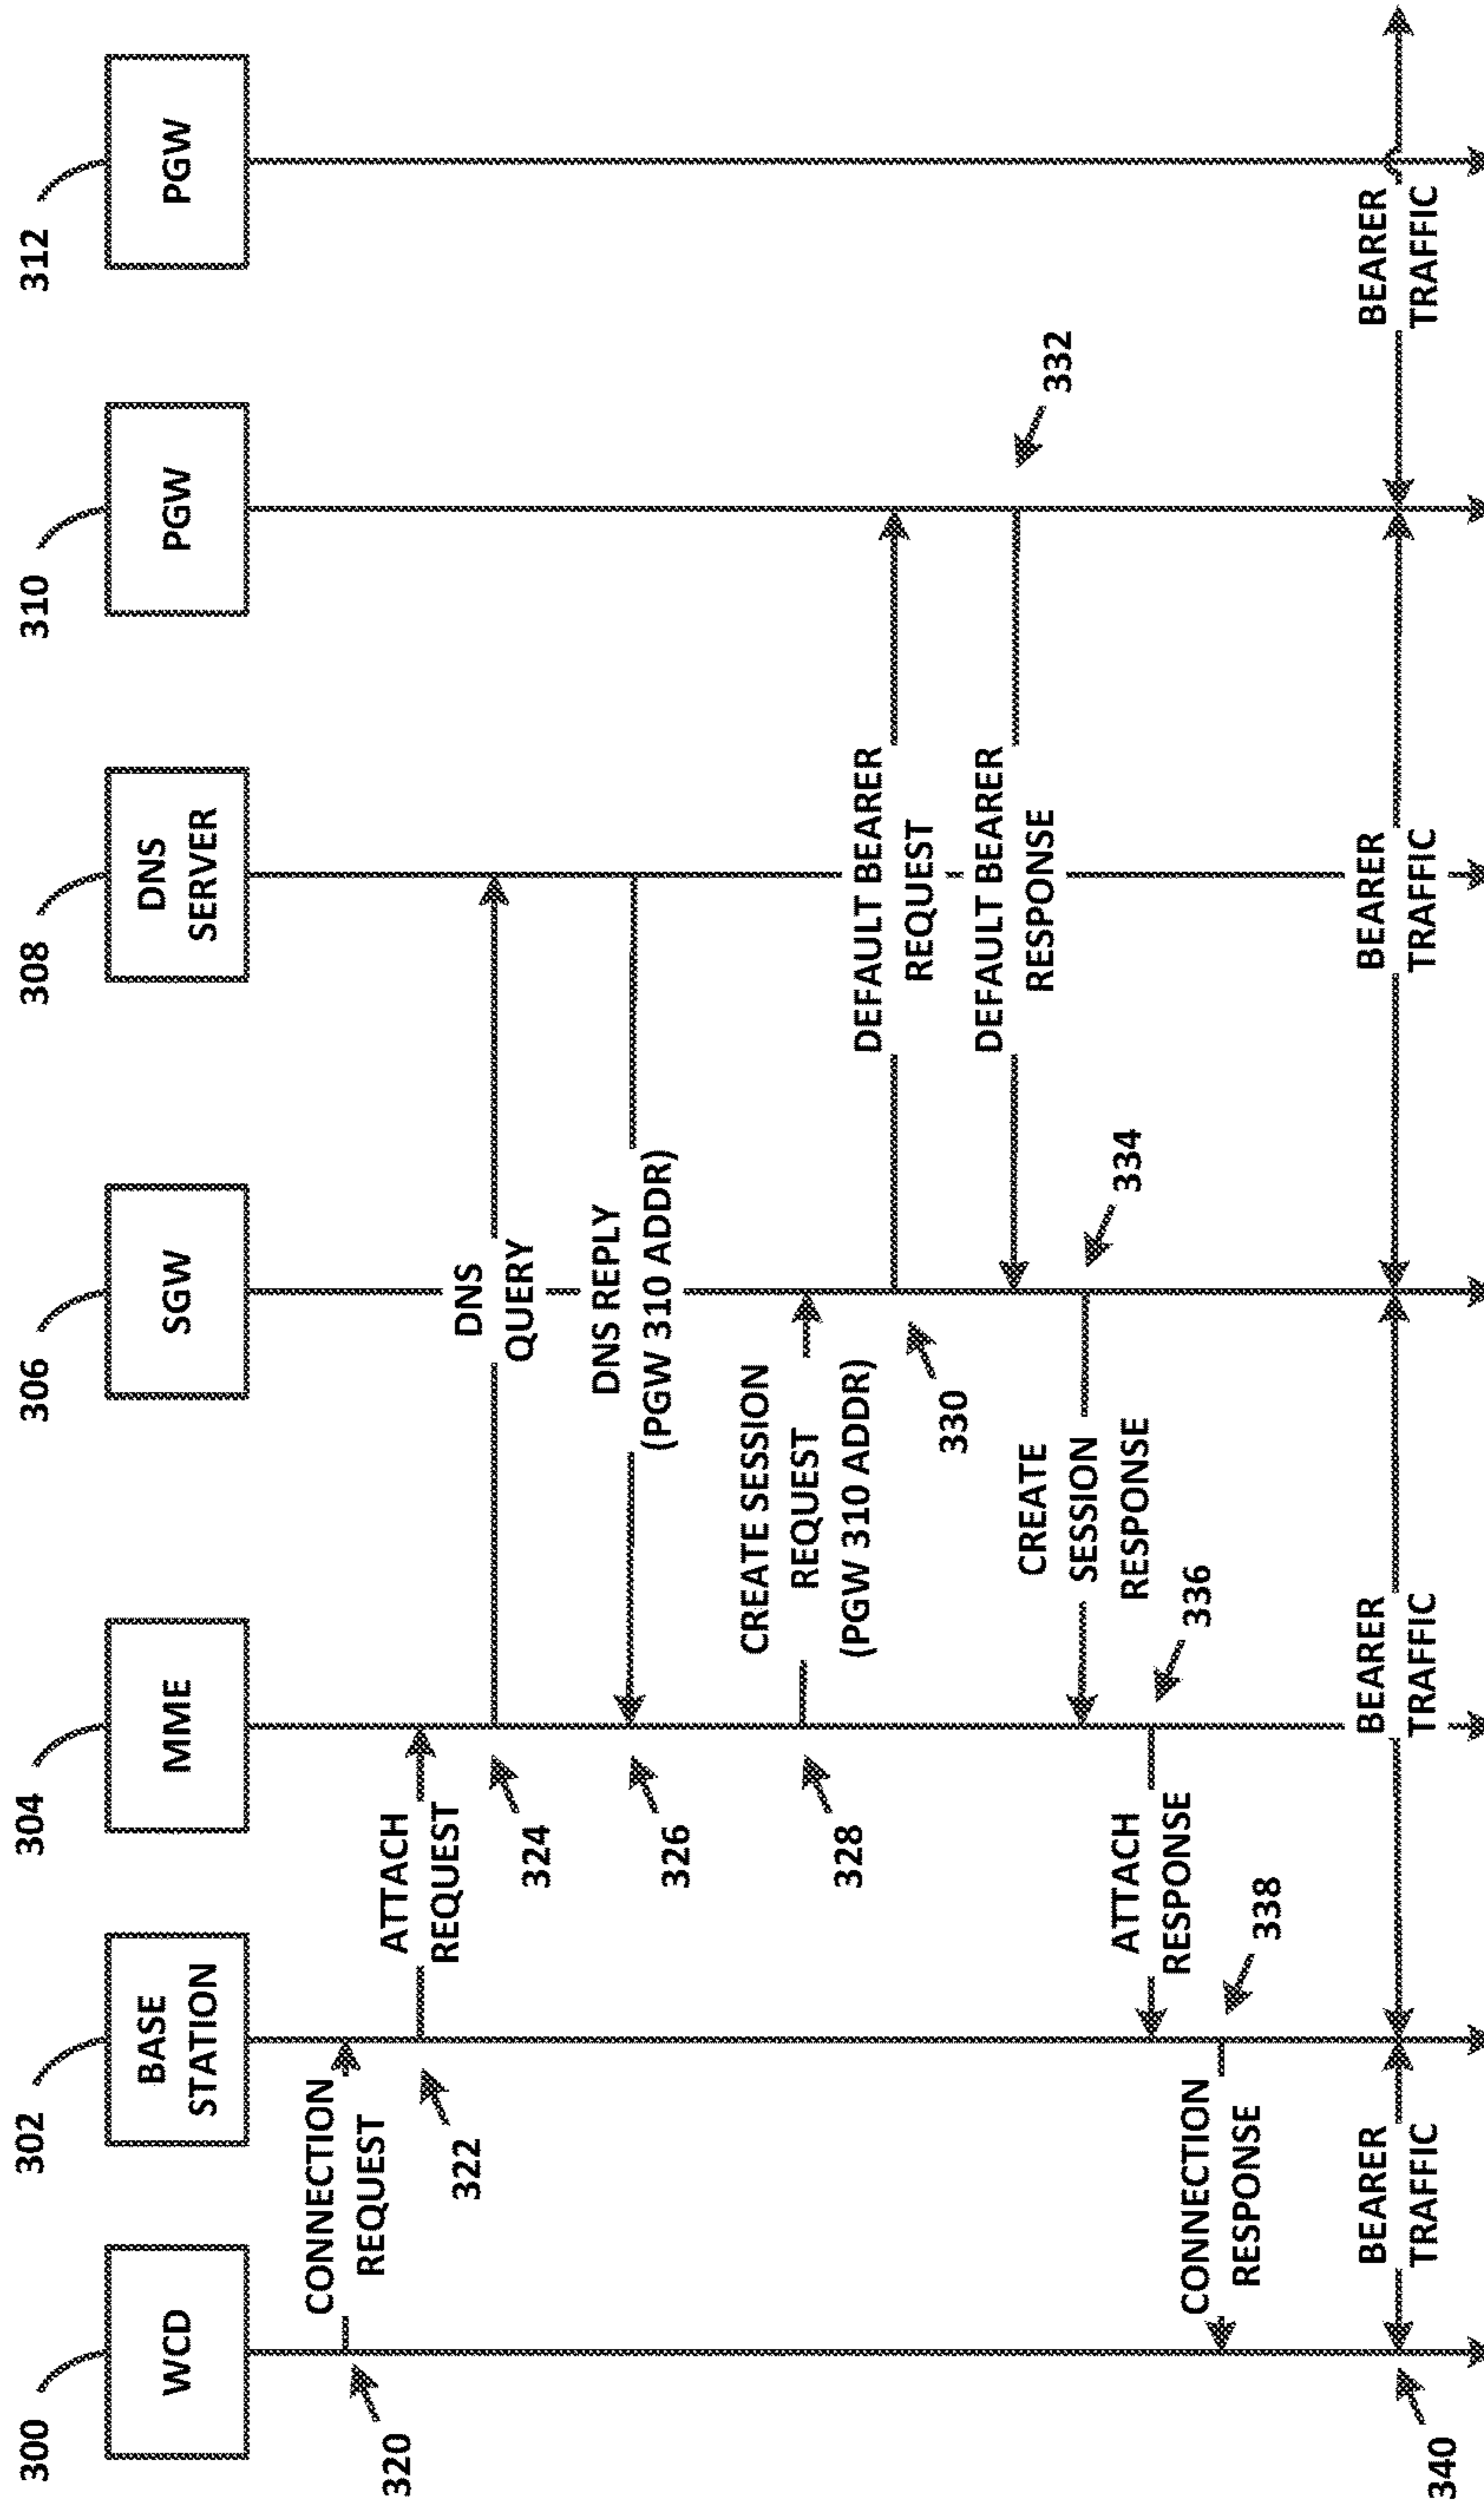 300
302
304
306
308
310
312
WCD
BASE
STATION
MME
SGW
DNS
SERVER
PGW
PGW
320
CONNECTION
REQUEST
322
ATTACH
REQUEST
324
DNS
QUERY
326
DNS REPLY
(PGW 310 ADDR)
328
CREATE SESSION
REQUEST
(PGW 310 ADDR)
330
DEFAULT BEARER
REQUEST
DEFAULT BEARER
RESPONSE
332
CREATE
SESSION
RESPONSE
334
ATTACH
RESPONSE
336
CONNECTION
RESPONSE
338
340
BEARER
TRAFFIC
BEARER
TRAFFIC
BEARER
TRAFFIC
BEARER
TRAFFIC